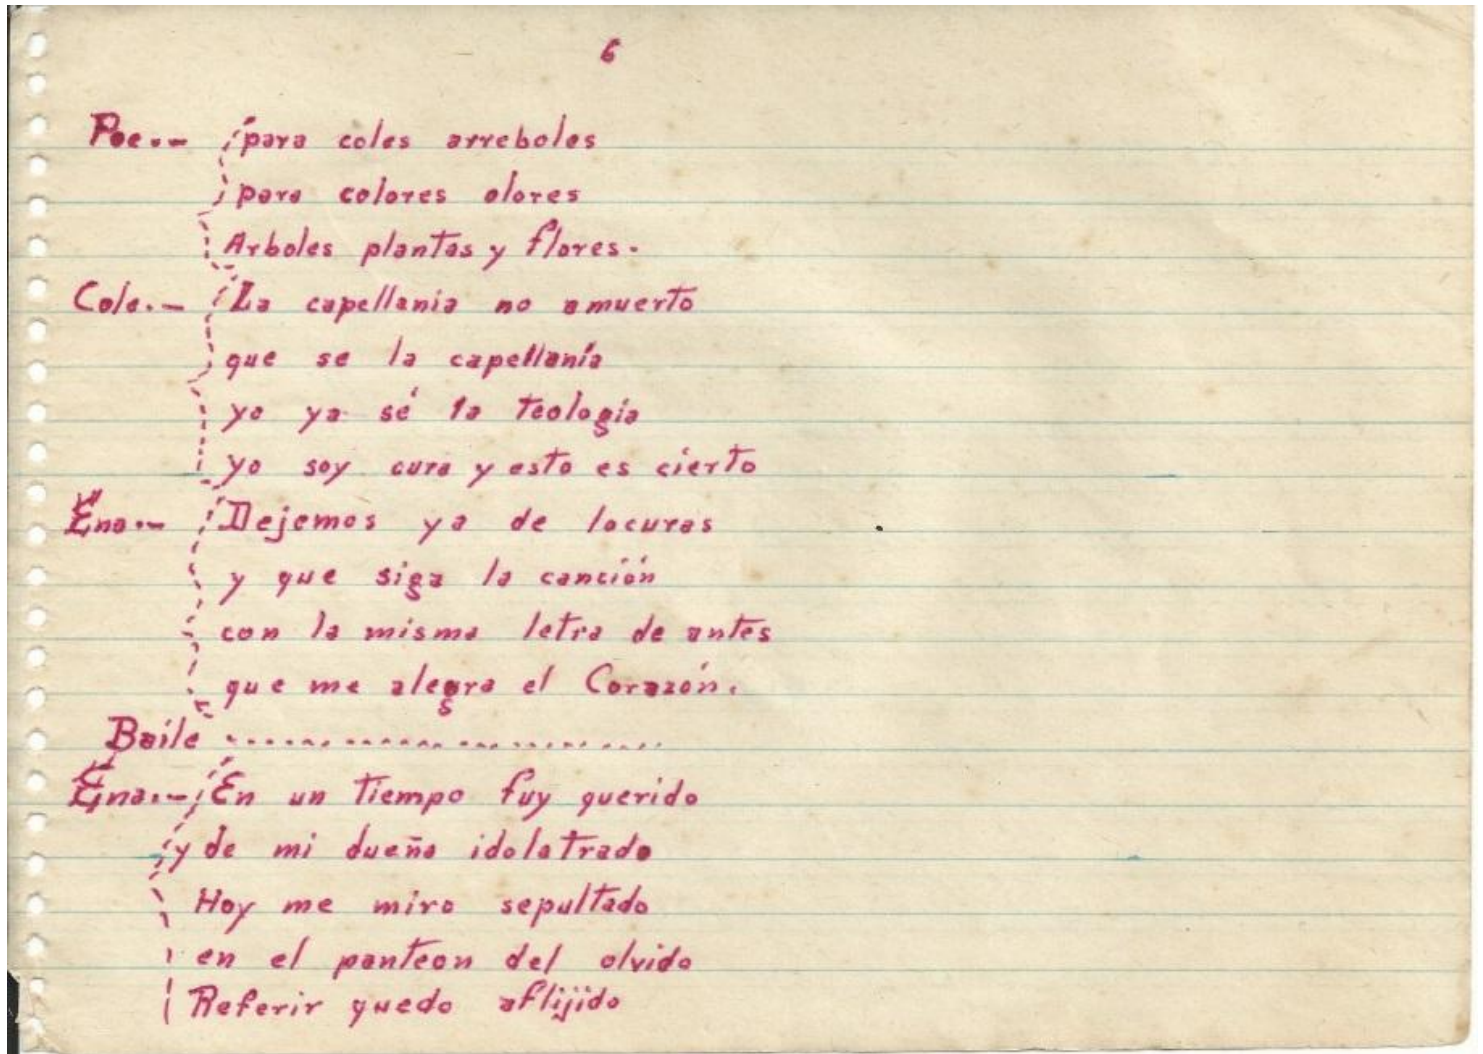 6
Poe.- para coles arreboles
para colores olores
Arboles plantas y flores.
Cole.- La capellania no amuerto
que se la capellanía
yo ya sé la Teología
yo soy cura y esto es cierto
Ena.- Dejemos ya de locuras
y que siga la canción
con la misma letra de antes
que me alegra el Corazón.
Baile ..............................
Ena.- En un Tiempo fuy querido
y de mi dueño idolatrado
Hoy me miro sepultado
en el panteon del olvido
Referir quedo aflijido